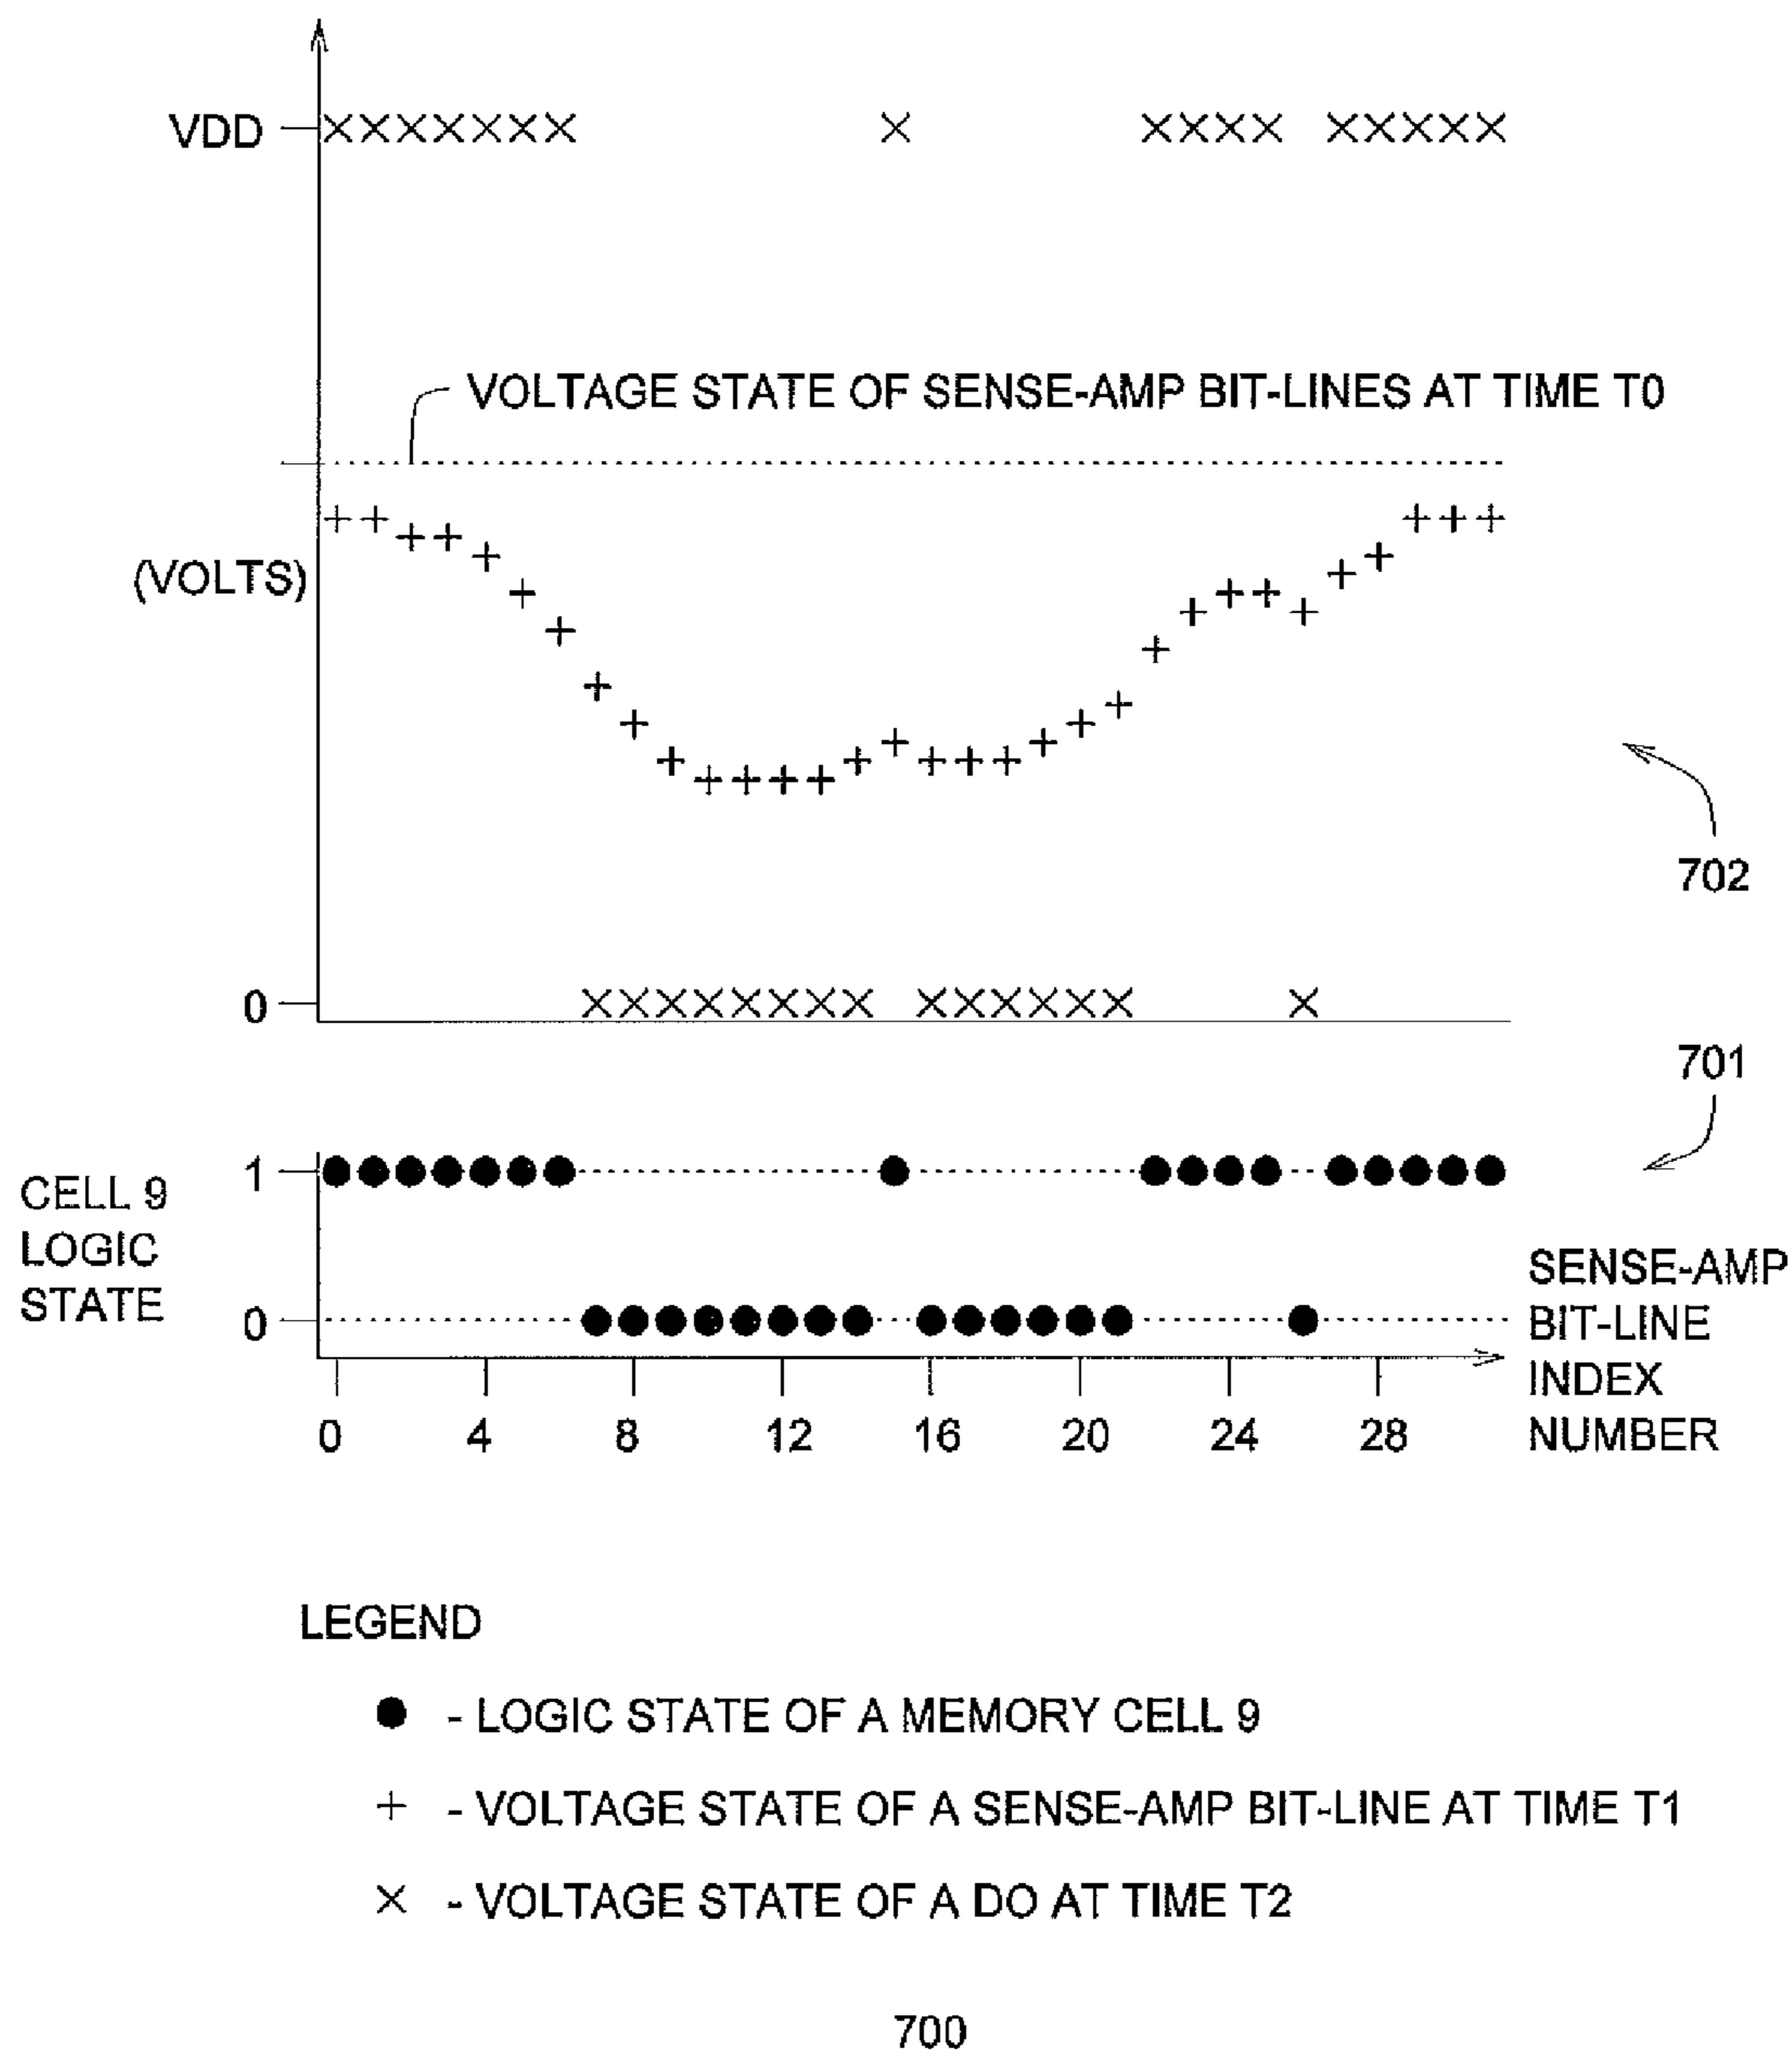 VDD
VOLTAGE STATE OF SENSE-AMP BIT-LINES AT TIME T0
(VOLTS)
702
0
701
1
CELL 9
LOGIC
STATE
0
SENSE-AMP
BIT-LINE
INDEX
NUMBER
0 4 8 12 16 20 24 28
LEGEND
- LOGIC STATE OF A MEMORY CELL 9
- VOLTAGE STATE OF A SENSE-AMP BIT-LINE AT TIME T1
- VOLTAGE STATE OF A DO AT TIME T2
700